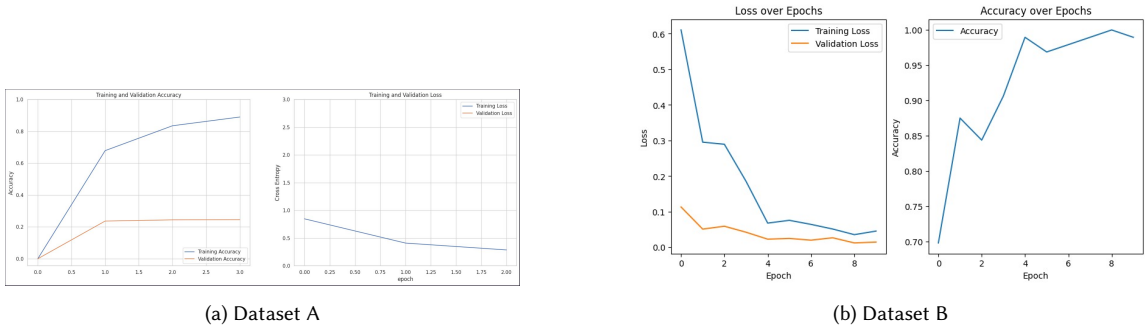 Training and Validation Accuracy
Accuracy
1.0
0.8
0.6
0.4
0.2
0.0
0.0 0.5 1.0 1.5 2.0 2.5 3.0
Training Accuracy
Validation Accuracy
Training and Validation Loss
Cross Entropy
3.0
2.5
2.0
1.5
1.0
0.5
0.0
0.00 0.25 0.50 0.75 1.00 1.25 1.50 1.75 2.00
epoch
Training Loss
Validation Loss
(a) Dataset A
Loss over Epochs
Loss
0.6
0.5
0.4
0.3
0.2
0.1
0.0
0 2 4 6 8
Epoch
Training Loss
Validation Loss
Accuracy over Epochs
Accuracy
1.00
0.95
0.90
0.85
0.80
0.75
0.70
0 2 4 6 8
Epoch
Accuracy
(b) Dataset B